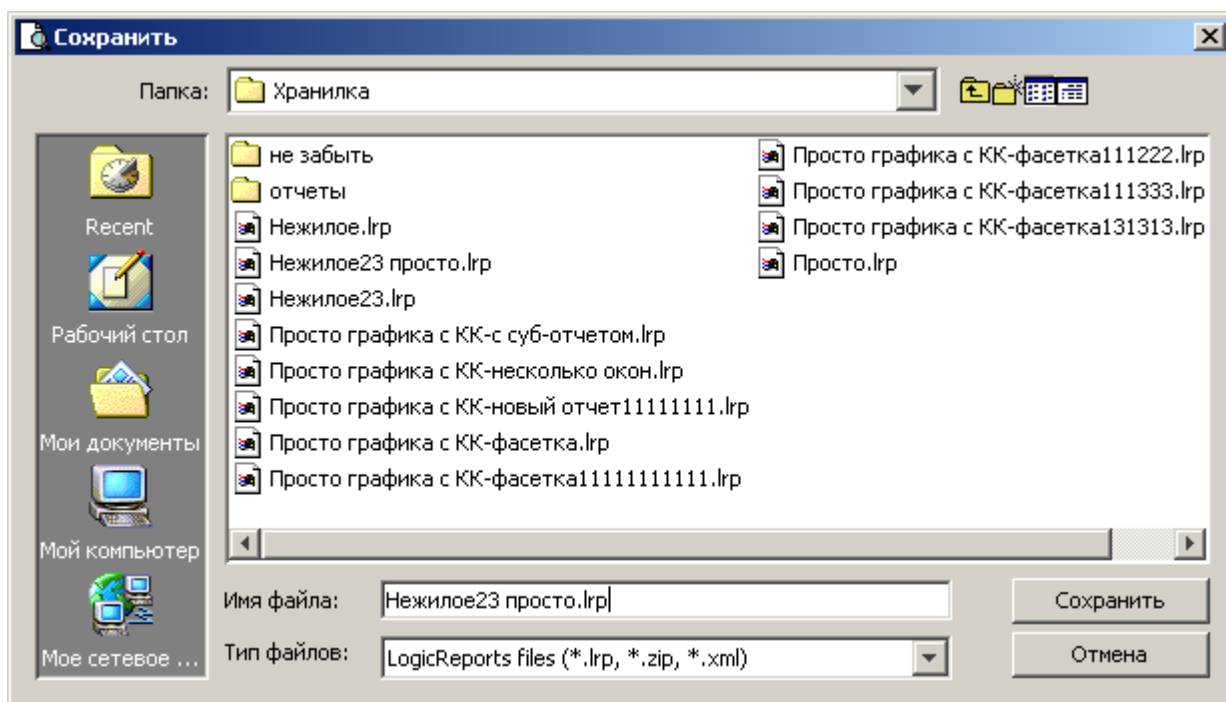 Сохранить
Папка: Хранилка
Recent
Рабочий стол
Мои документы
Мой компьютер
Мое сетевое ...
не забыть
отчеты
Нежилое.lrp
Нежилое23 просто.lrp
Нежилое23.lrp
Просто графика с КК-с суб-отчетом.lrp
Просто графика с КК-несколько окон.lrp
Просто графика с КК-новый отчет11111111.lrp
Просто графика с КК-фасетка.lrp
Просто графика с КК-фасетка11111111111.lrp
Просто графика с КК-фасетка111222.lrp
Просто графика с КК-фасетка111333.lrp
Просто графика с КК-фасетка131313.lrp
Просто.lrp
Имя файла: Нежилое23 просто.lrp Сохранить
Тип файлов: LogicReports files (*.lrp, *.zip, *.xml) Отмена